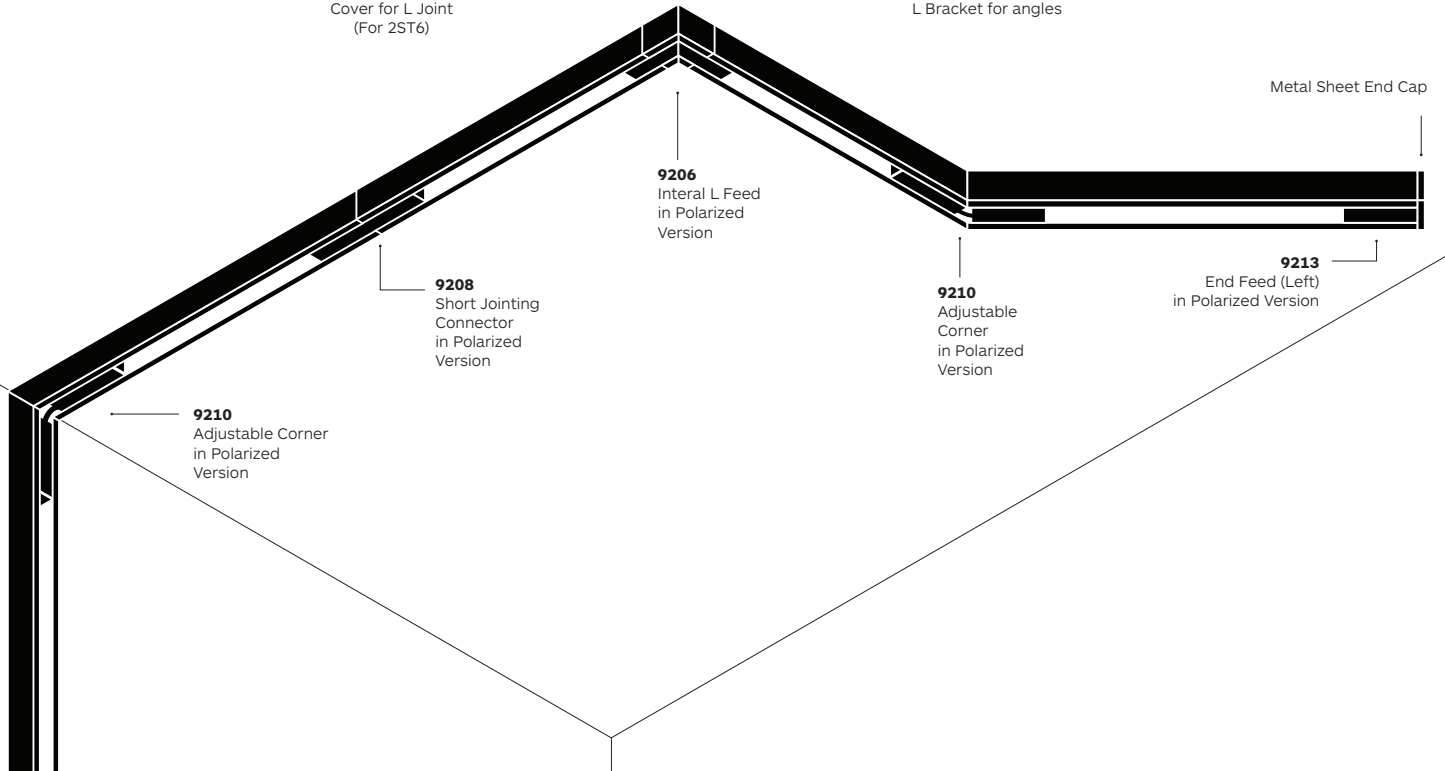 Cover for L Joint
(For 2ST6)
L Bracket for angles
Metal Sheet End Cap
9206
Interal L Feed
in Polarized
Version
9208
Short Jointing
Connector
in Polarized
Version
9210
Adjustable
Corner
in Polarized
Version
9213
End Feed (Left)
in Polarized Version
9210
Adjustable Corner
in Polarized
Version